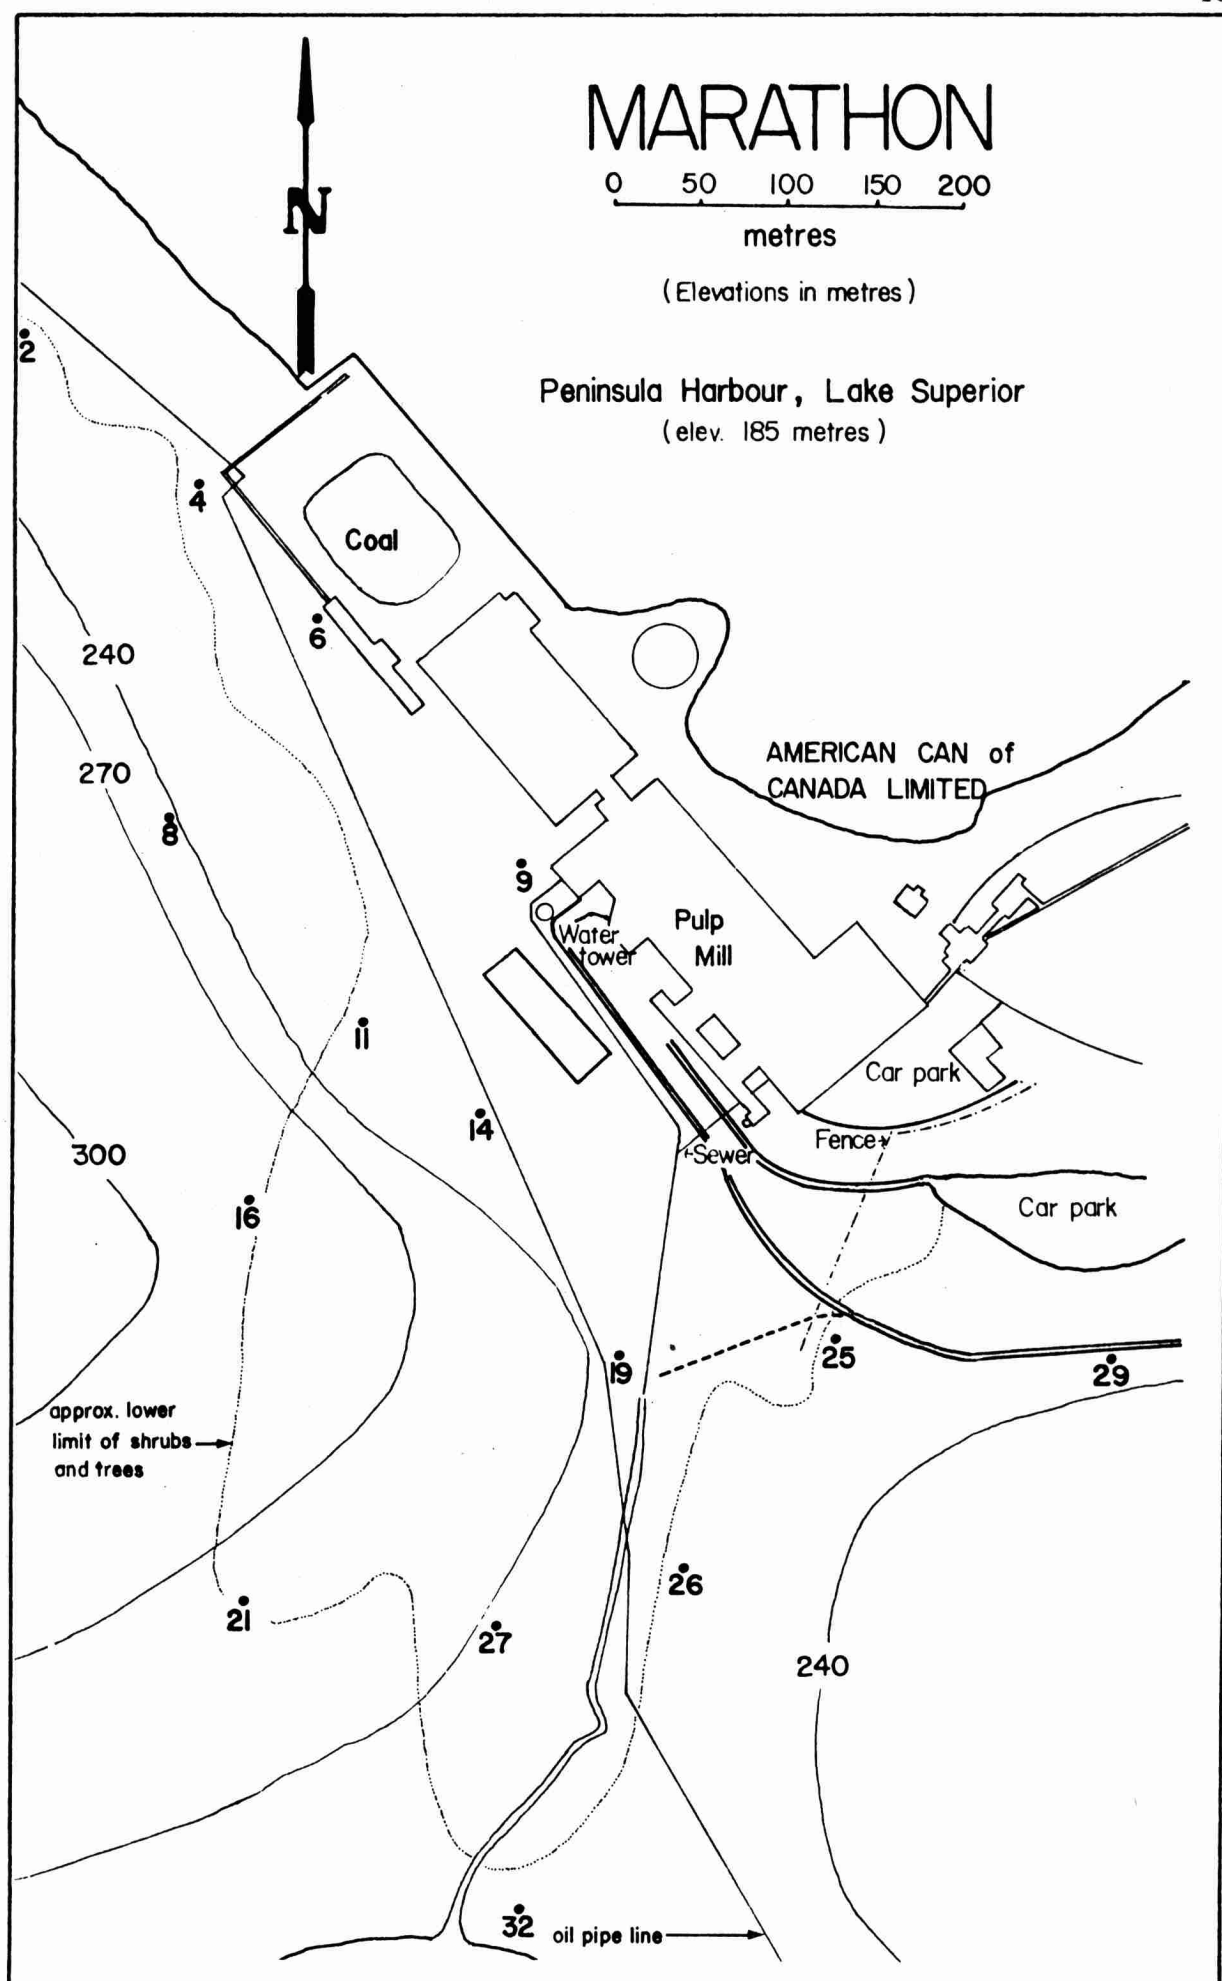 MARATHON
0 50 100 150 200
metres
(Elevations in metres)
N
2
Peninsula Harbour, Lake Superior
(elev. 185 metres)
4
Coal
6
240
AMERICAN CAN of
CANADA LIMITED
270
8
9
Pulp
Mill
Water
tower
11
Car park
14
Fence
Sewer
300
16
Car park
19
25
29
approx. lower
limit of shrubs
and trees
26
21
27
240
32
oil pipe line